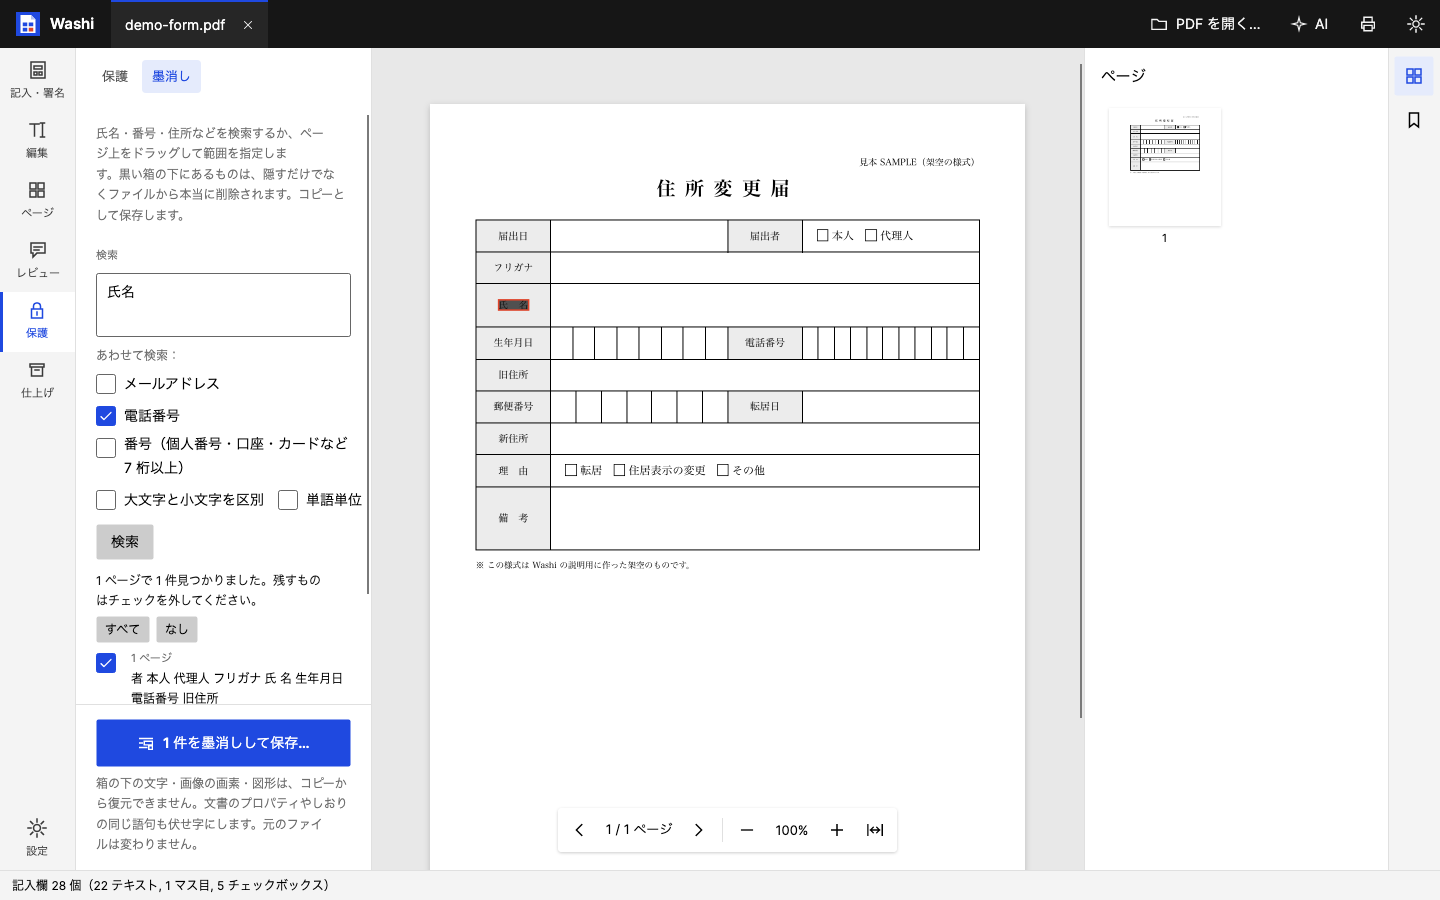 Washi
demo-form.pdf
PDF を開く...
AI
記入・署名
編集
ページ
レビュー
保護
仕上げ
設定
保護
墨消し
氏名・番号・住所などを検索するか、ペー
ジ上をドラッグして範囲を指定しま
す。黒い箱の下にあるものは、隠すだけでな
くファイルから本当に削除されます。コピーと
して保存します。
検索
氏名
あわせて検索：
メールアドレス
電話番号
番号（個人番号・口座・カードなど
7 桁以上）
大文字と小文字を区別
単語単位
検索
1 ページで 1 件見つかりました。残すもの
はチェックを外してください。
すべて
なし
1 ページ
者 本人 代理人 フリガナ 氏 名 生年月日
電話番号 旧住所
1 件を墨消しして保存...
箱の下の文字・画像の画素・図形は、コピーか
ら復元できません。文書のプロパティやしおり
の同じ語句も伏せ字にします。元のファイ
ルは変わりません。
見本 SAMPLE（架空の様式）
住所変更届
届出日
届出者
本人
代理人
フリガナ
氏 名
生年月日
電話番号
旧住所
郵便番号
転居日
新住所
理 由
転居
住居表示の変更
その他
備 考
※ この様式は Washi の説明用に作った架空のものです。
1 / 1 ページ
100%
ページ
1
記入欄 28 個（22 テキスト, 1 マス目, 5 チェックボックス）